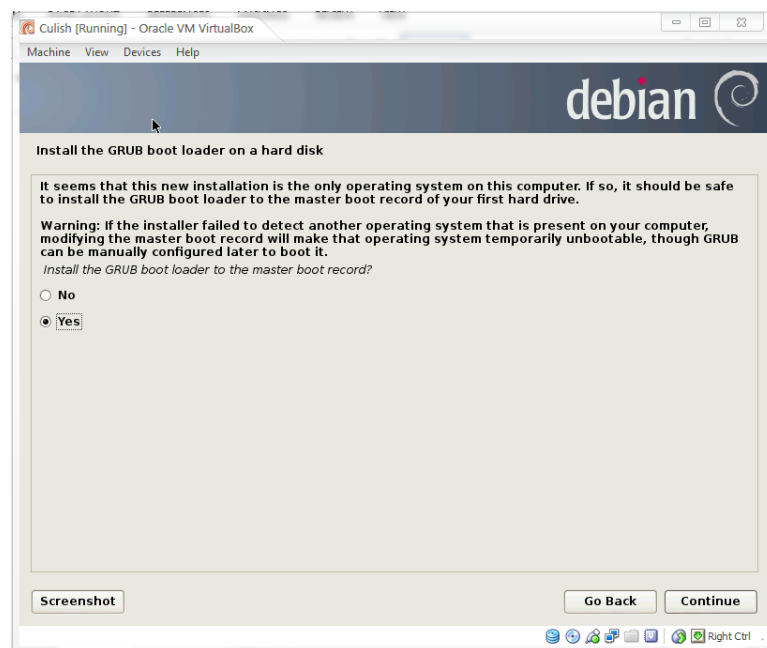 Culish [Running] - Oracle VM VirtualBox
Machine View Devices Help
debian
Install the GRUB boot loader on a hard disk
It seems that this new installation is the only operating system on this computer. If so, it should be safe
to install the GRUB boot loader to the master boot record of your first hard drive.
Warning: If the installer failed to detect another operating system that is present on your computer,
modifying the master boot record will make that operating system temporarily unbootable, though GRUB
can be manually configured later to boot it.
Install the GRUB boot loader to the master boot record?
No
Yes
Screenshot
Go Back
Continue
Right Ctrl